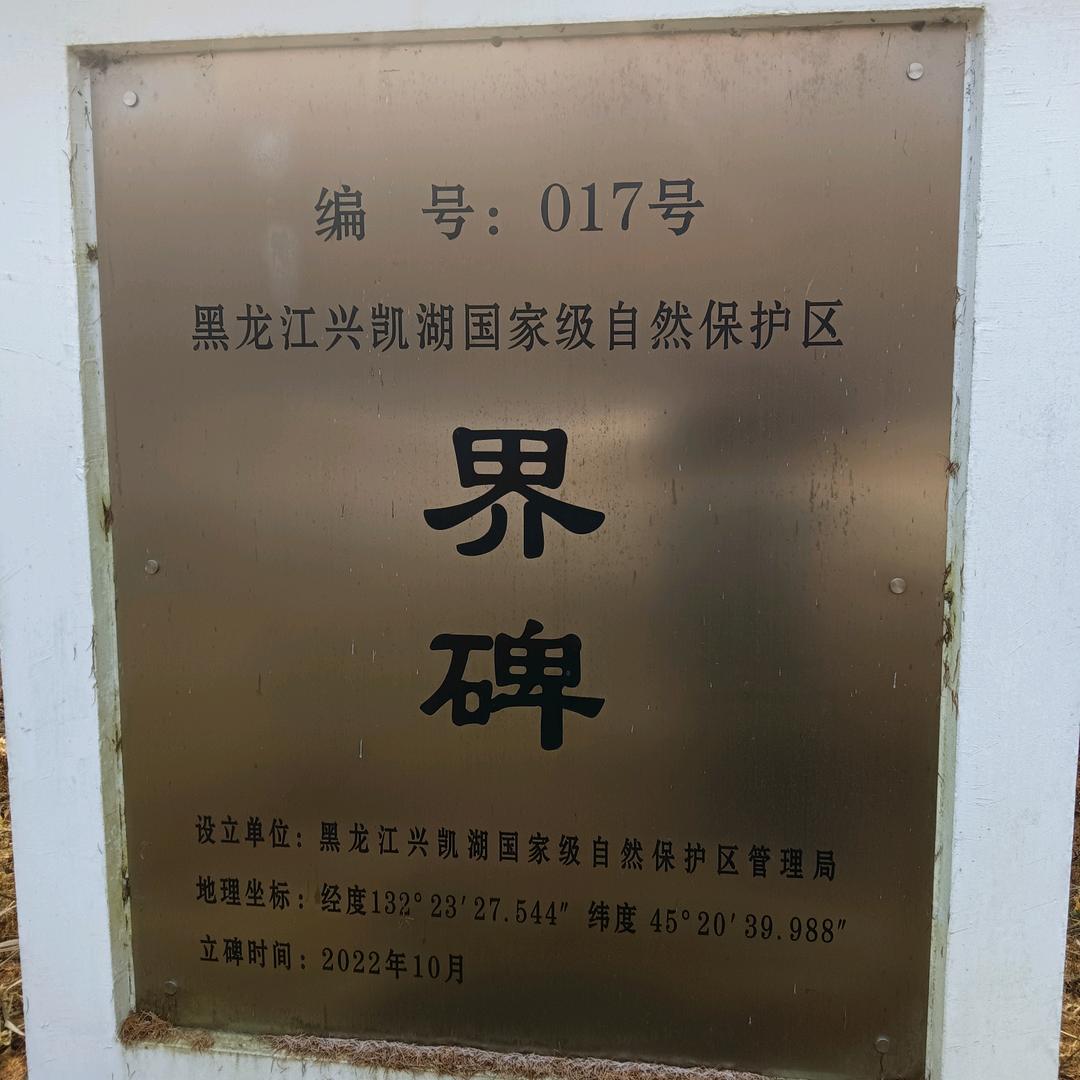 编 号：017号
黑龙江兴凯湖国家级自然保护区
界
碑
设立单位：黑龙江兴凯湖国家级自然保护区管理局
地理坐标：经度132°23′27.544″ 纬度 45°20′39.988″
立碑时间：2022年10月